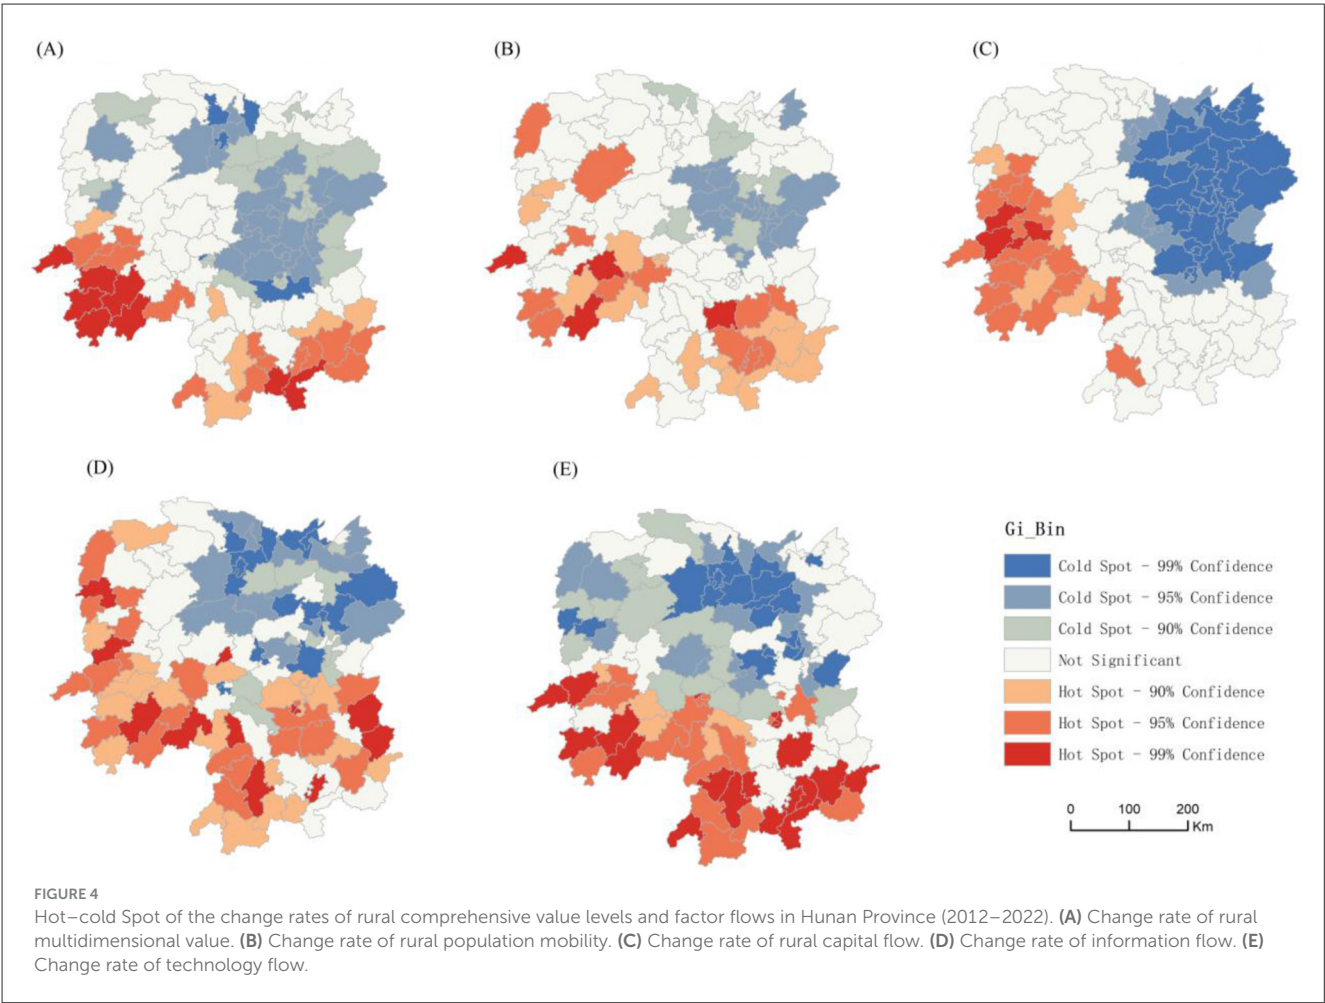 (A)
(B)
(C)
(D)
(E)
Gi_Bin
Cold Spot - 99% Confidence
Cold Spot - 95% Confidence
Cold Spot - 90% Confidence
Not Significant
Hot Spot - 90% Confidence
Hot Spot - 95% Confidence
Hot Spot - 99% Confidence
0 100 200
Km
FIGURE 4
Hot–cold Spot of the change rates of rural comprehensive value levels and factor flows in Hunan Province (2012–2022). (A) Change rate of rural
multidimensional value. (B) Change rate of rural population mobility. (C) Change rate of rural capital flow. (D) Change rate of information flow. (E)
Change rate of technology flow.